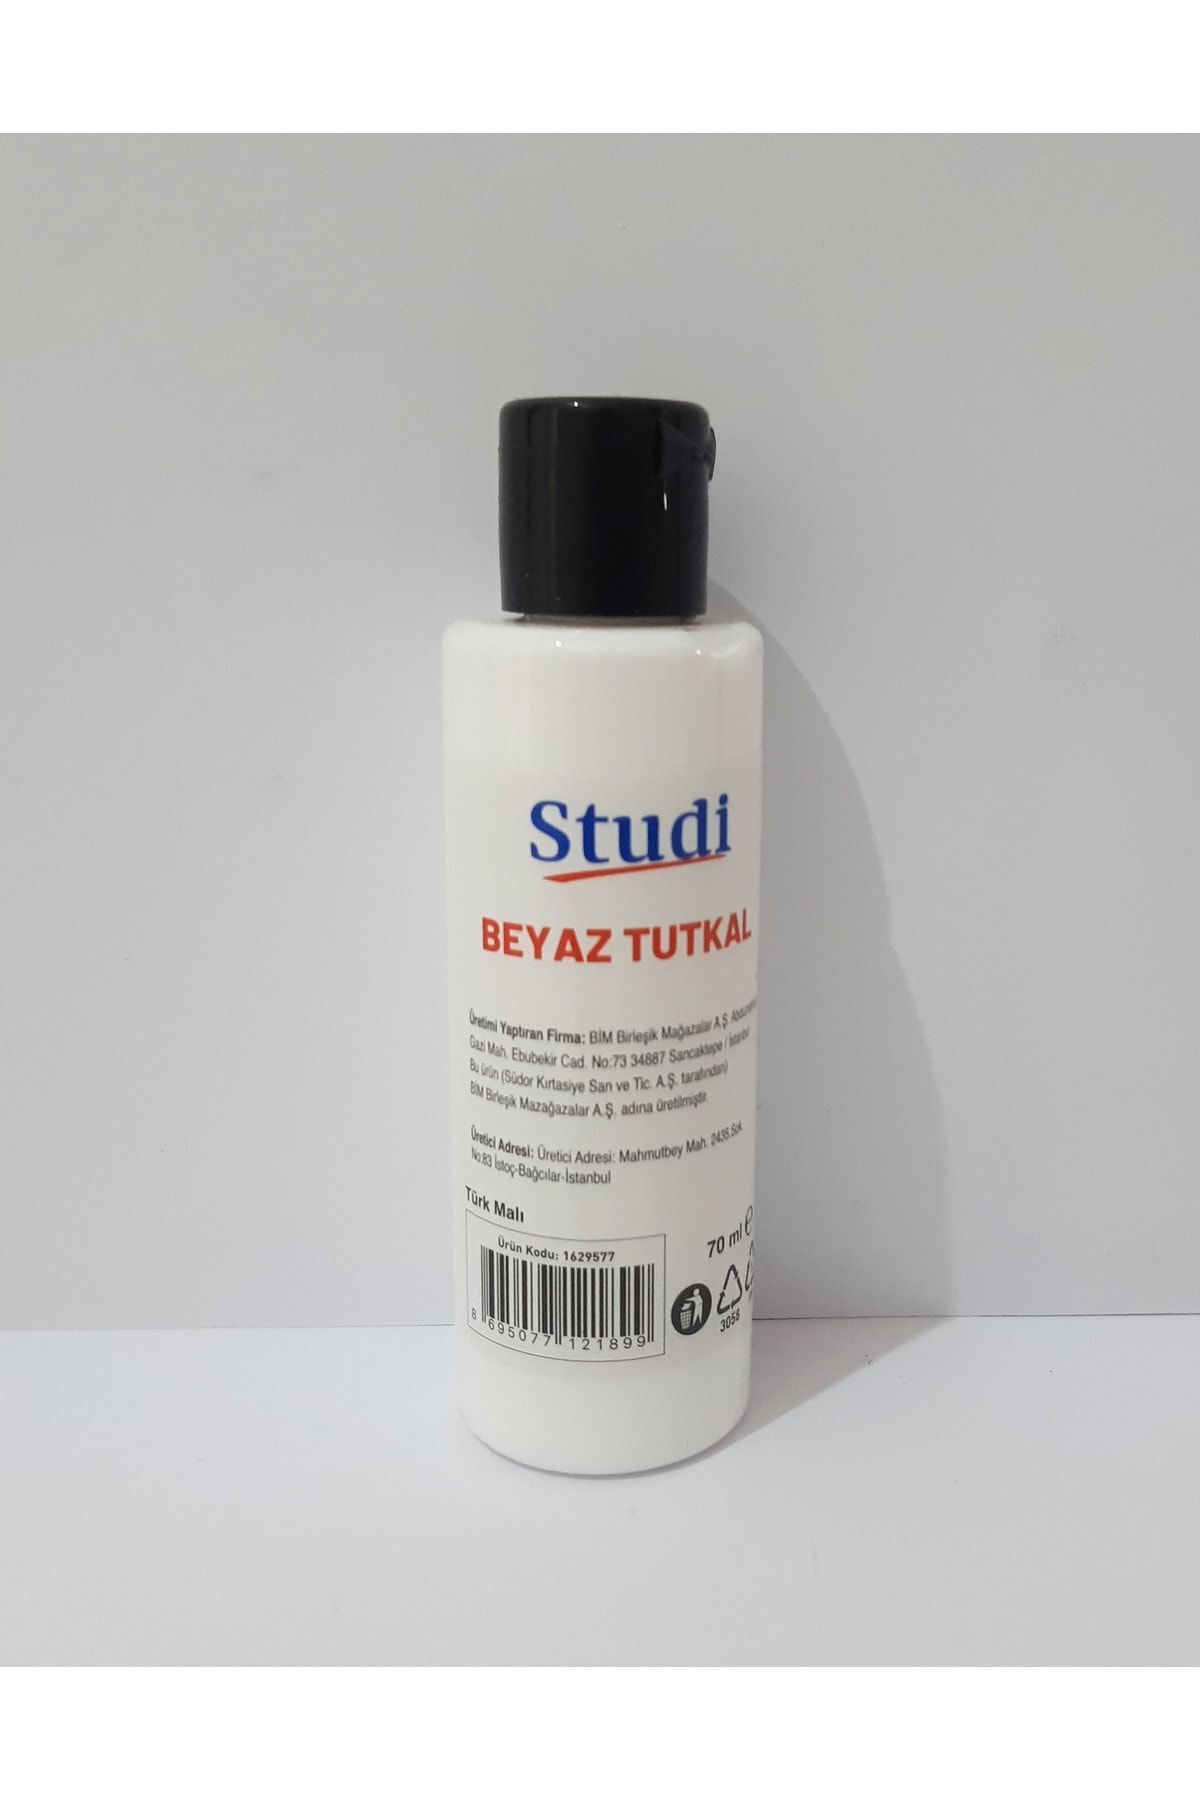 Studi
BEYAZ TUTKAL
Üretimi Yaptıran Firma: BİM Birleşik Mağazalar A.Ş.
Gazi Mah. Ebubekir Cad. No:73 34887 Sancaktepe / İstanbul
Bu ürün (Südor Kırtasiye San ve Tic. A.Ş. tarafından)
BİM Birleşik Mazağazalar A.Ş. adına üretilmiştir.
Üretici Adresi: Üretici Adresi: Mahmutbey Mah. 2435.Sok
No:83 İstoç-Bağcılar-İstanbul
Türk Malı
Ürün Kodu: 1629577
8 695077 121899
70 ml e
3058